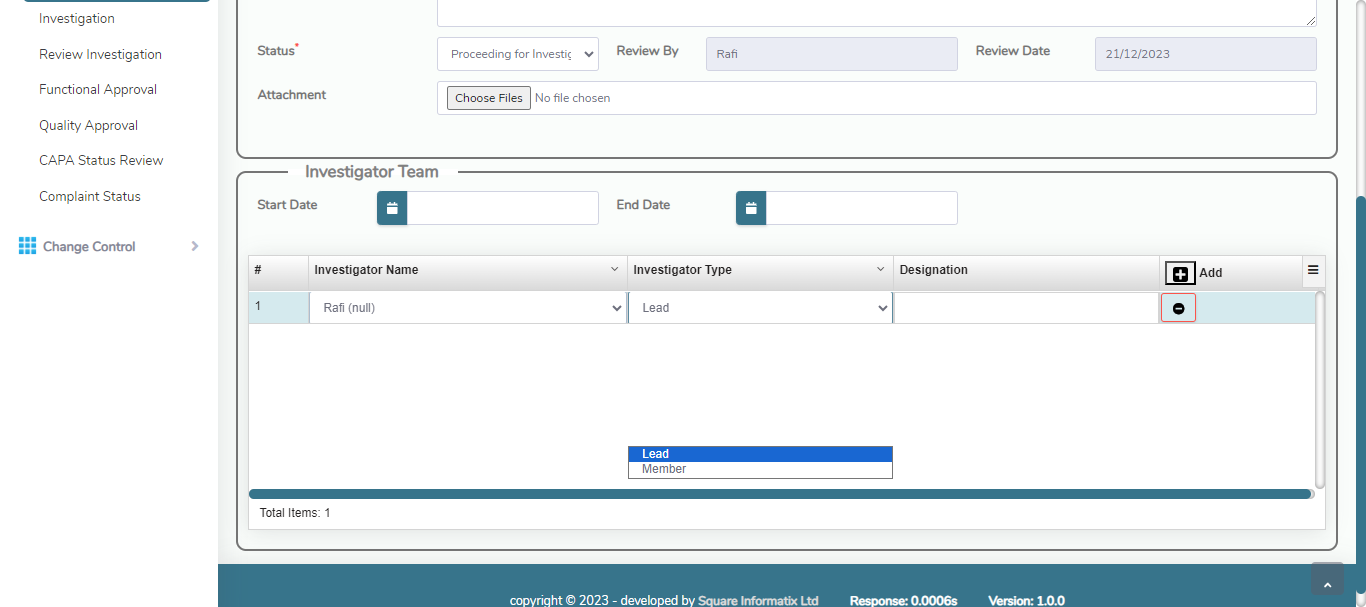 Investigation
Review Investigation
Functional Approval
Quality Approval
CAPA Status Review
Complaint Status
Change Control
Status*
Proceeding for Investig
Review By
Rafi
Review Date
21/12/2023
Attachment
Choose Files No file chosen
Investigator Team
Start Date
End Date
# Investigator Name Investigator Type Designation Add
1 Rafi (null) Lead
Lead
Member
Total Items: 1
copyright © 2023 - developed by Square Informatix Ltd Response: 0.0006s Version: 1.0.0